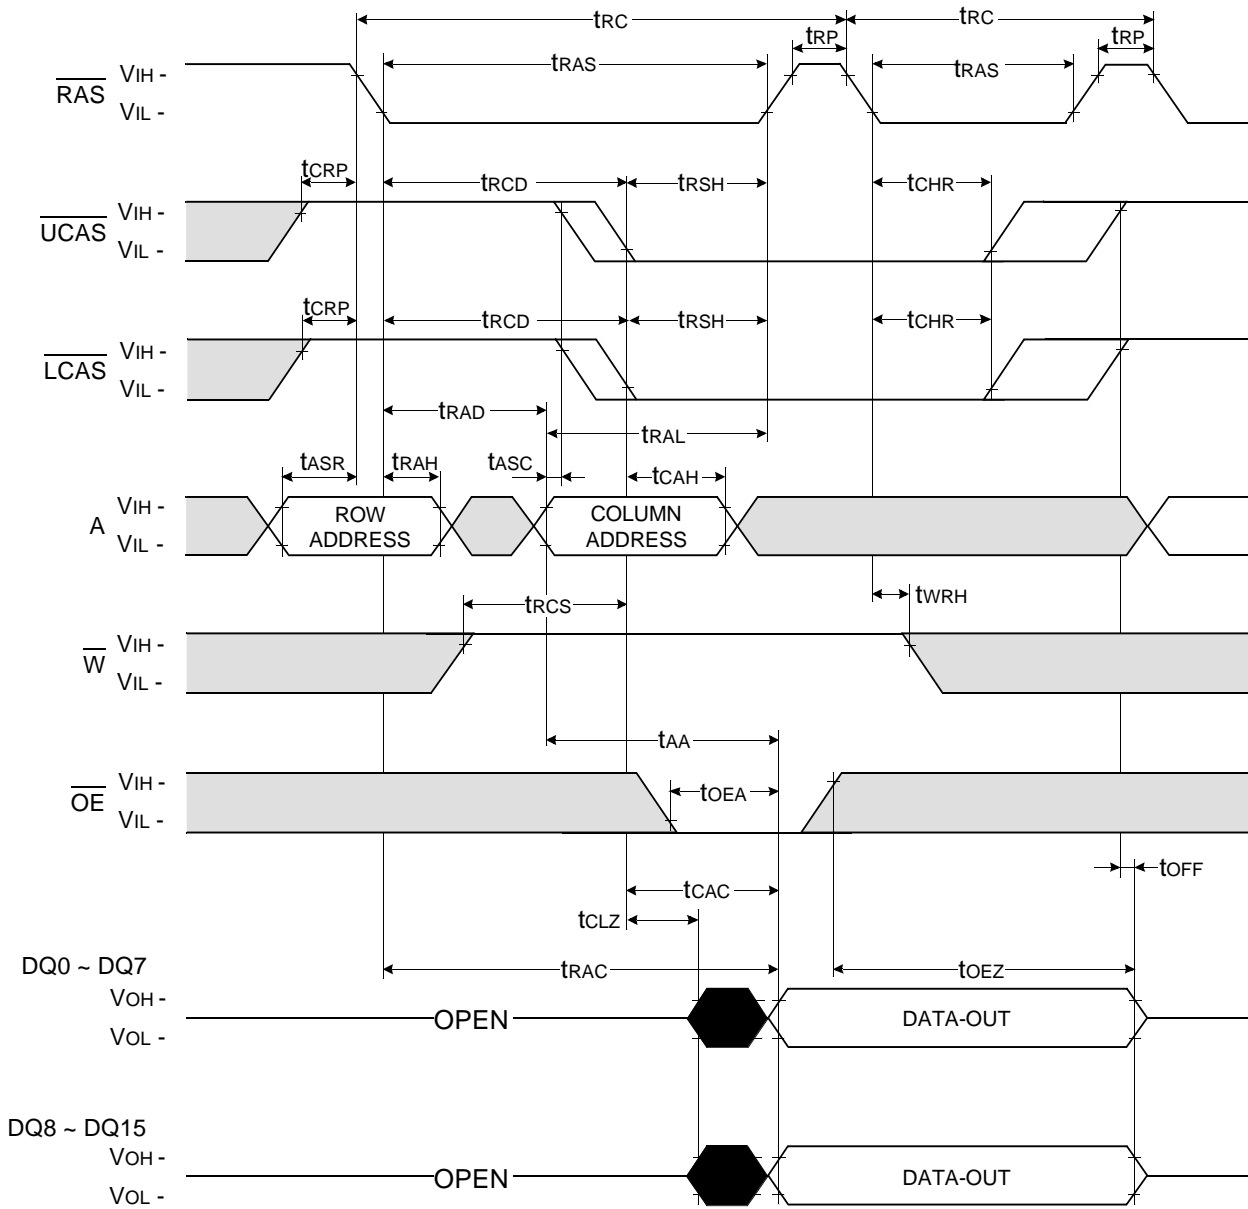 tRC tRC
tRP tRP
tRAS tRAS
RAS VIH -
VIL -
tCRP tRCD tRSH tCHR
UCAS VIH -
VIL -
tCRP tRCD tRSH tCHR
LCAS VIH -
VIL -
tRAD
tRAL
tASR tRAH tASC tCAH
A VIH -
VIL -
ROW
ADDRESS
COLUMN
ADDRESS
tRCS tWRH
W VIH -
VIL -
tAA
OE VIH -
VIL -
tOEA
tOFF
tCAC
tCLZ
tRAC tOEZ
DQ0 ~ DQ7
VOH -
VOL -
OPEN DATA-OUT
DQ8 ~ DQ15
VOH -
VOL -
OPEN DATA-OUT